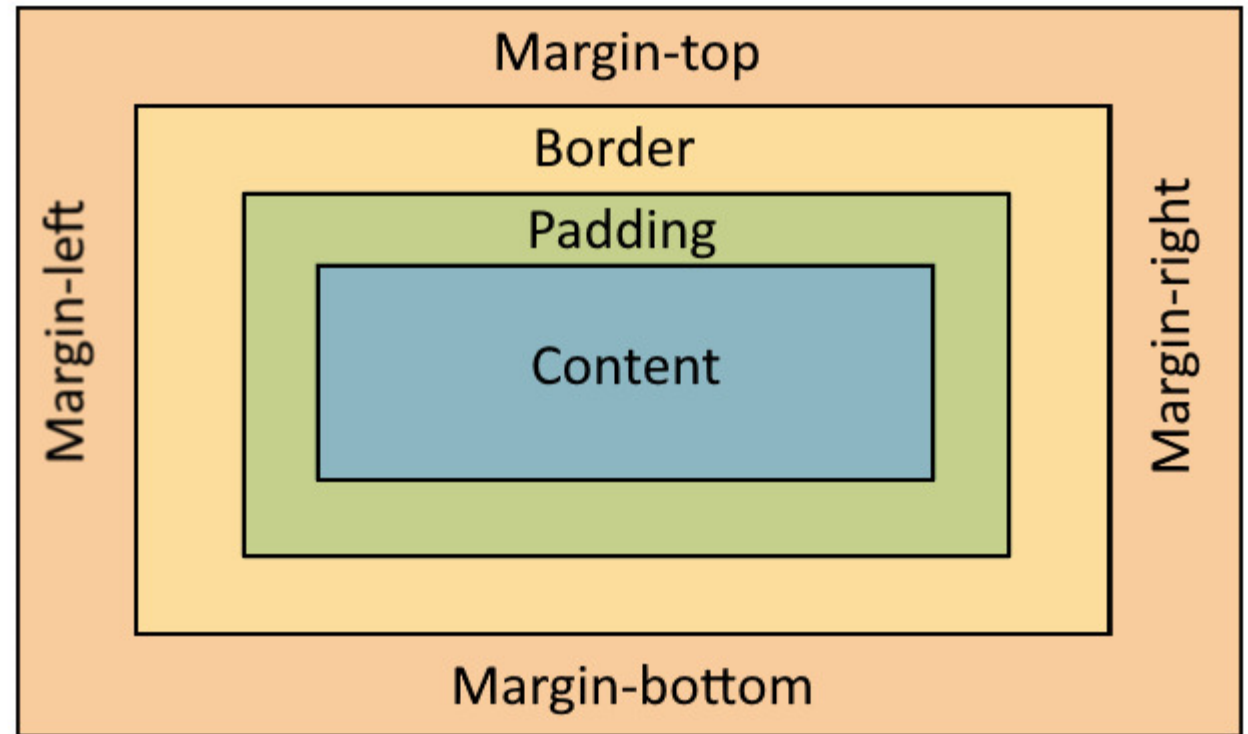 Margin-top
Border
Padding
Margin-left
Content
Margin-right
Margin-bottom